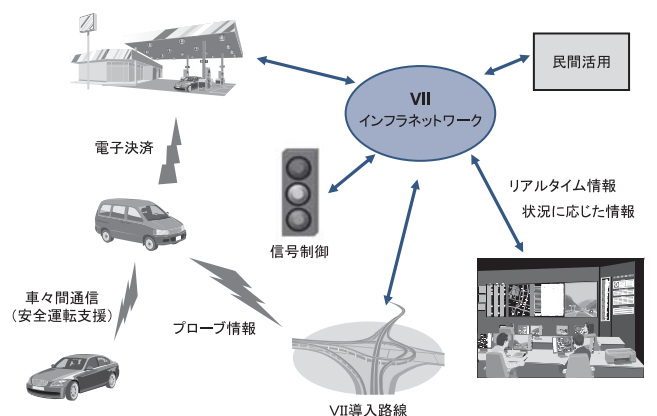 VII
インフラネットワーク
民間活用
電子決済
リアルタイム情報
状況に応じた情報
信号制御
車々間通信
(安全運転支援)
プローブ情報
VII導入路線